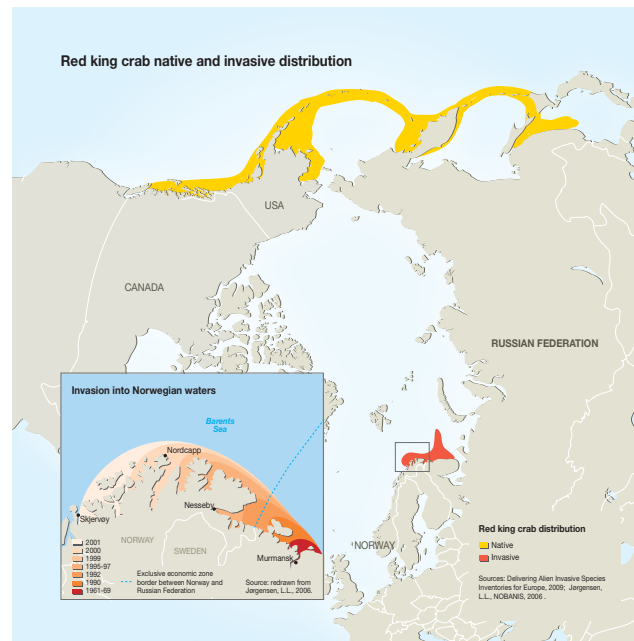 Red king crab native and invasive distribution
USA
CANADA
RUSSIAN FEDERATION
Invasion into Norwegian waters
Barents
Sea
Nordcapp
Nesseby
Skjervøy
NORWAY
SWEDEN
Murmansk
2001
2000
1999
1995-97
1992
1990
1961-69
Exclusive economic zone
border between Norway and
Russian Federation
Source: redrawn from
Jørgensen, L.L., 2006.
NORWAY
Red king crab distribution
Native
Invasive
Sources: Delivering Alien Invasive Species
Inventories for Europe, 2009; Jørgensen,
L.L., NOBANIS, 2006 .